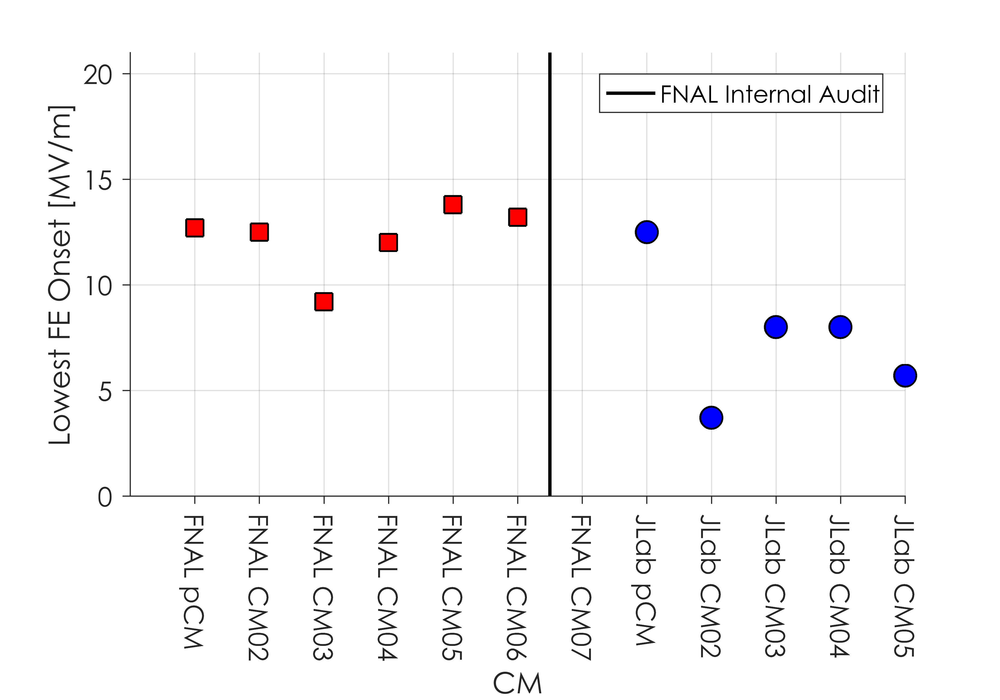 20
15
10
5
0
Lowest FE Onset [MV/m]
FNAL Internal Audit
FNAL pCM
FNAL CM02
FNAL CM03
FNAL CM04
FNAL CM05
FNAL CM06
FNAL CM07
JLab pCM
JLab CM02
JLab CM03
JLab CM04
JLab CM05
CM